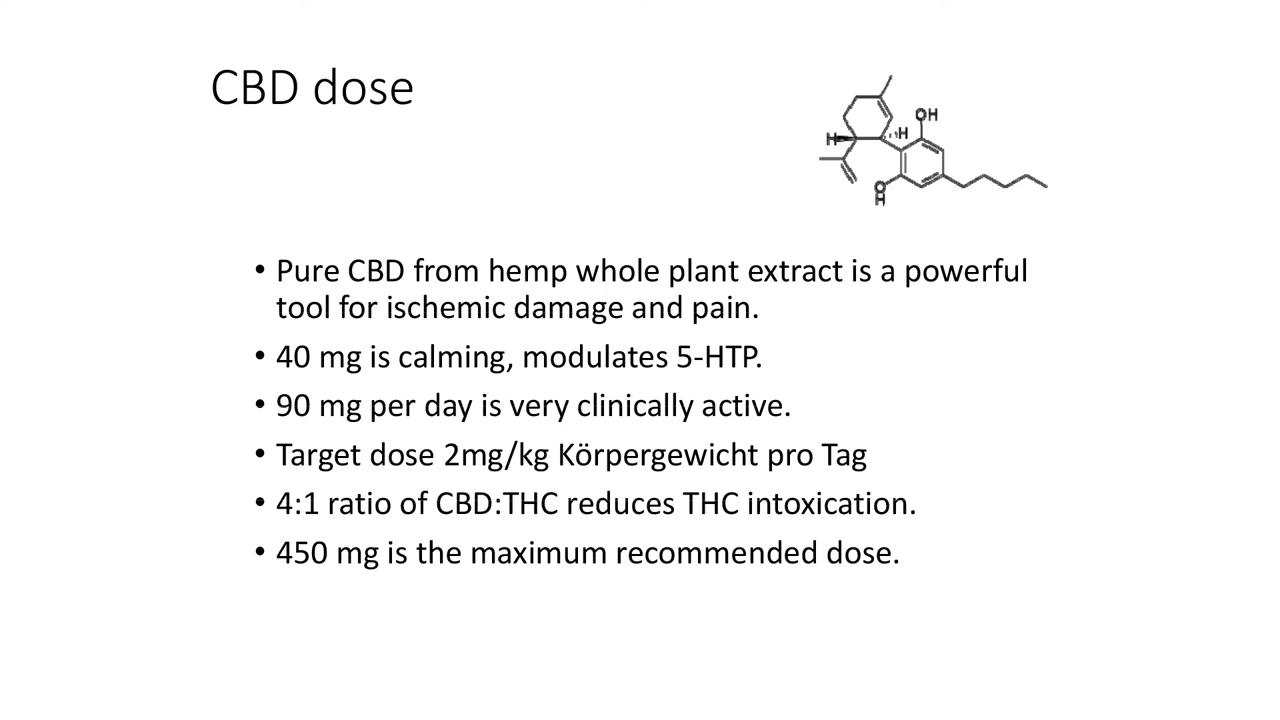 CBD dose
OH
H
H
O
H
• Pure CBD from hemp whole plant extract is a powerful
tool for ischemic damage and pain.
• 40 mg is calming, modulates 5-HTP.
• 90 mg per day is very clinically active.
• Target dose 2mg/kg Körpergewicht pro Tag
• 4:1 ratio of CBD:THC reduces THC intoxication.
• 450 mg is the maximum recommended dose.